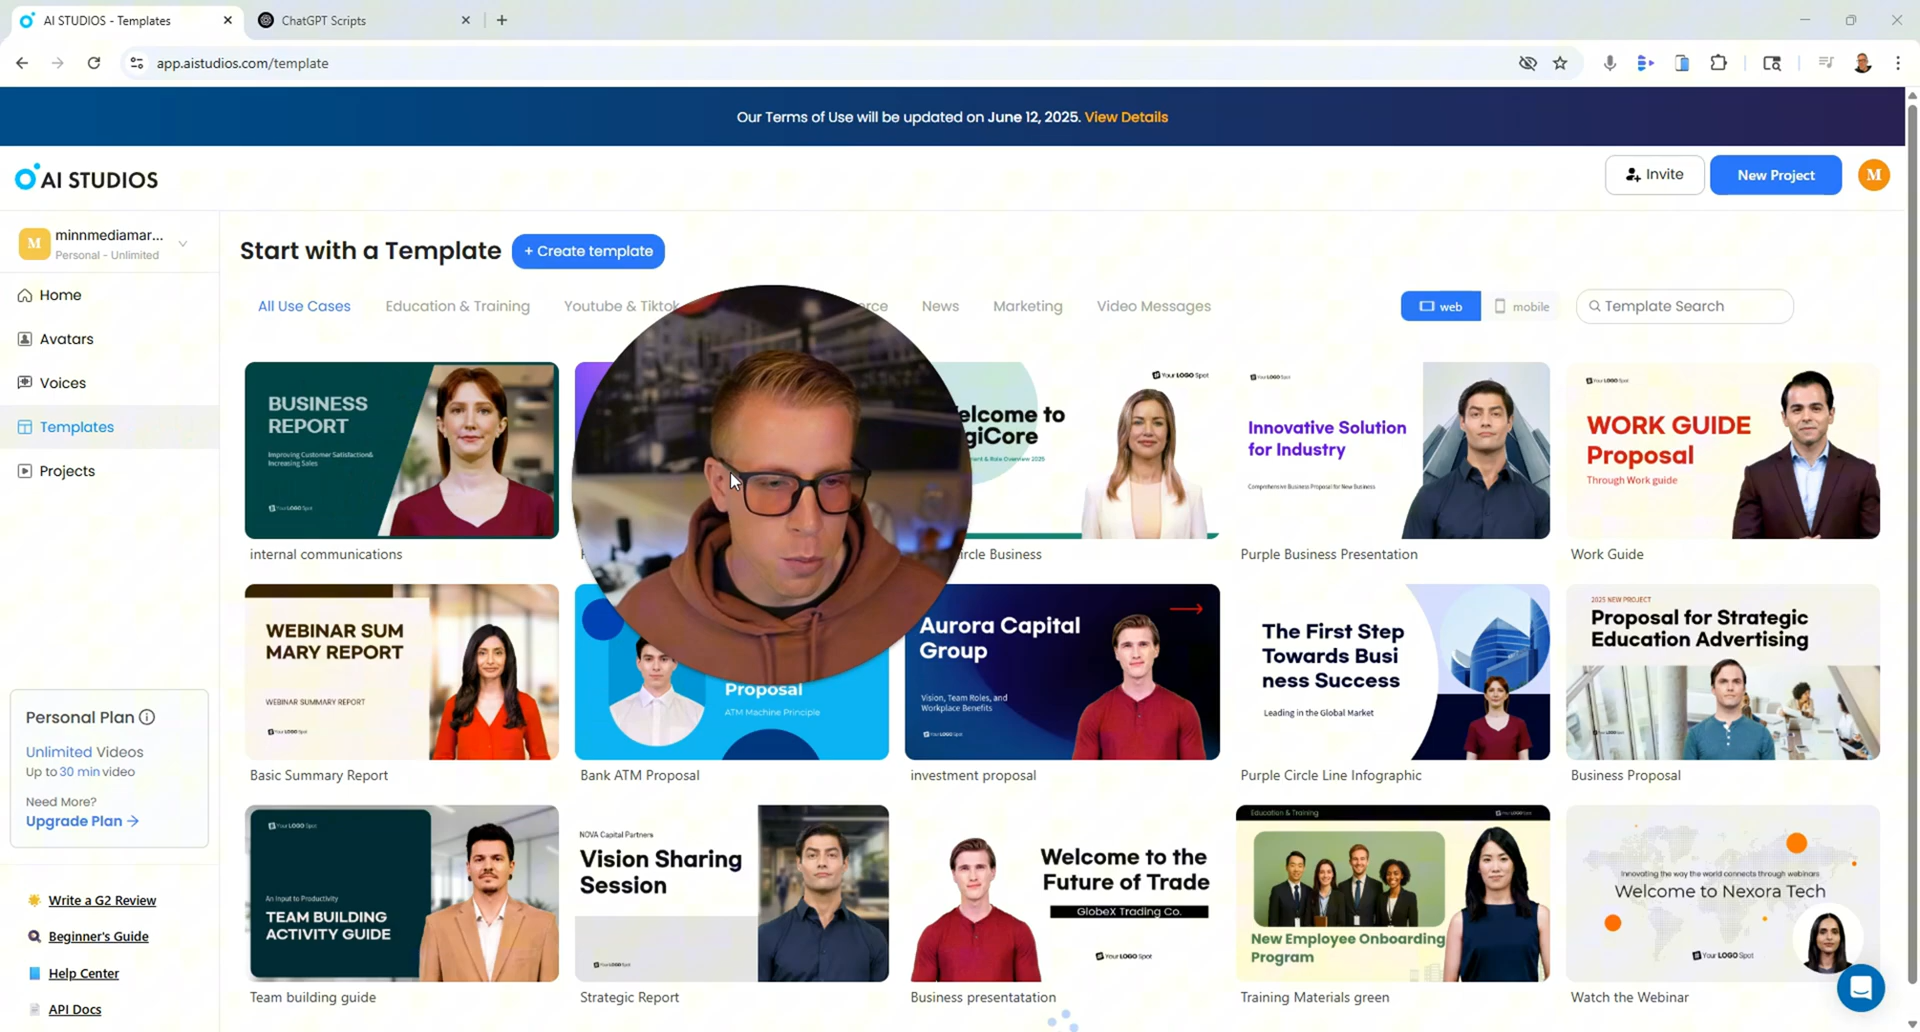 AI STUDIOS - Templates
ChatGPT Scripts
app.aistudios.com/template
Our Terms of Use will be updated on June 12, 2025. View Details
AI STUDIOS
Invite
New Project
M
M
minnmediamar...
Personal - Unlimited
Home
Avatars
Voices
Templates
Projects
Personal Plan
Unlimited Videos
Up to 30 min video
Need More?
Upgrade Plan →
Write a G2 Review
Beginner's Guide
Help Center
API Docs
Start with a Template
+ Create template
All Use Cases
Education & Training
Youtube & Tiktok
rce
News
Marketing
Video Messages
web
mobile
Template Search
BUSINESS
REPORT
Improving Customer Satisfaction&
Increasing Sales
Your LOGO Spot
internal communications
Your LOGO Spot
elcome to
giCore
ent & Role Overview 2025
ircle Business
Your LOGO Spot
Innovative Solution
for Industry
Comprehensive Business Proposal for New Business
Purple Business Presentation
Your LOGO Spot
WORK GUIDE
Proposal
Through Work guide
Work Guide
WEBINAR SUM
MARY REPORT
WEBINAR SUMMARY REPORT
Your LOGO Spot
Basic Summary Report
Proposal
ATM Machine Principle
Bank ATM Proposal
Aurora Capital
Group
Vision, Team Roles, and
Workplace Benefits
Your LOGO Spot
investment proposal
The First Step
Towards Busi
ness Success
Leading in the Global Market
Purple Circle Line Infographic
2025 NEW PROJECT
Proposal for Strategic
Education Advertising
Your LOGO Spot
Business Proposal
Your LOGO Spot
An Input to Productivity
TEAM BUILDING
ACTIVITY GUIDE
Team building guide
NOVA Capital Partners
Vision Sharing
Session
Your LOGO Spot
Strategic Report
Welcome to the
Future of Trade
GlobeX Trading Co.
Your LOGO Spot
Business presentatation
Education & Training
Your LOGO Spot
New Employee Onboarding
Program
Training Materials green
Innovating the way the world connects through webinars
Welcome to Nexora Tech
Your LOGO Spot
Watch the Webinar